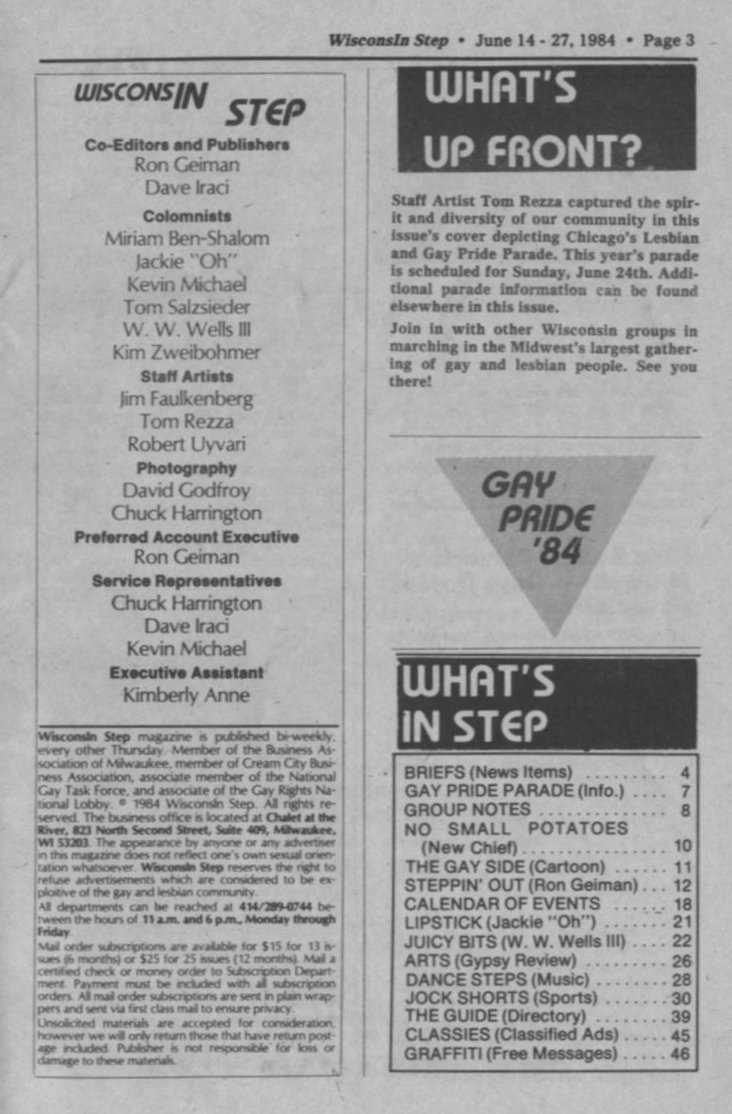 WisconsIn Step • June 14 - 27, 1984 • Page 3
WISCONSIN
STEP
Co-Editors and Publishers
Ron Geiman
Dave Iraci
Colomnists
Miriam Ben-Shalom
Jackie "Oh"
Kevin Michael
Tom Salzsieder
W. W. Wells III
Kim Zweibohmer
Staff Artists
Jim Faulkenberg
Tom Rezza
Robert Uyvari
Photography
David Godfroy
Chuck Harrington
Preferred Account Executive
Ron Geiman
Service Representatives
Chuck Harrington
Dave Iraci
Kevin Michael
Executive Assistant
Kimberly Anne
WisconsIn Step magazine is published bi-weekly,
every other Thursday. Member of the Business As-
sociation of Milwaukee, member of Cream City Busi-
ness Association, associate member of the National
Gay Task Force, and associate of the Gay Rights Na-
tional Lobby. © 1984 WisconsIn Step. All rights re-
served. The business office is located at Chalet at the
River, 823 North Second Street, Suite 409, Milwaukee,
WI 53203. The appearance by anyone or any advertiser
in this magazine does not reflect one's own sexual orien-
tation whatsoever. WisconsIn Step reserves the right to
refuse advertisements which are considered to be ex-
ploitive of the gay and lesbian community.
All departments can be reached at 414/289-0744 be-
tween the hours of 11 a.m. and 6 p.m., Monday through
Friday.
Mail order subscriptions are available for $15 for 13 is-
sues (6 months) or $25 for 25 issues (12 months). Mail a
certified check or money order to Subscription Depart-
ment. Payment must be included with all subscription
orders. All mail order subscriptions are sent in plain wrap-
pers and sent via first class mail to ensure privacy.
Unsolicited materials are accepted for consideration,
however we will only return those that have return post-
age included. Publisher is not responsible for loss or
damage to these materials.
WHAT'S
UP FRONT?
Staff Artist Tom Rezza captured the spir-
it and diversity of our community in this
issue's cover depicting Chicago's Lesbian
and Gay Pride Parade. This year's parade
is scheduled for Sunday, June 24th. Addi-
tional parade information can be found
elsewhere in this issue.
Join in with other Wisconsin groups in
marching in the Midwest's largest gather-
ing of gay and lesbian people. See you
there!
GAY
PRIDE
'84
WHAT'S
IN STEP
BRIEFS (News Items) ......... 4
GAY PRIDE PARADE (Info.) .... 7
GROUP NOTES ............... 8
NO SMALL POTATOES
(New Chief) ................. 10
THE GAY SIDE (Cartoon) ...... 11
STEPPIN' OUT (Ron Geiman) ... 12
CALENDAR OF EVENTS ...... 18
LIPSTICK (Jackie "Oh") ....... 21
JUICY BITS (W. W. Wells III) .... 22
ARTS (Gypsy Review) ......... 26
DANCE STEPS (Music) ........ 28
JOCK SHORTS (Sports) ....... 30
THE GUIDE (Directory) ........ 39
CLASSIES (Classified Ads) ..... 45
GRAFFITI (Free Messages) ..... 46